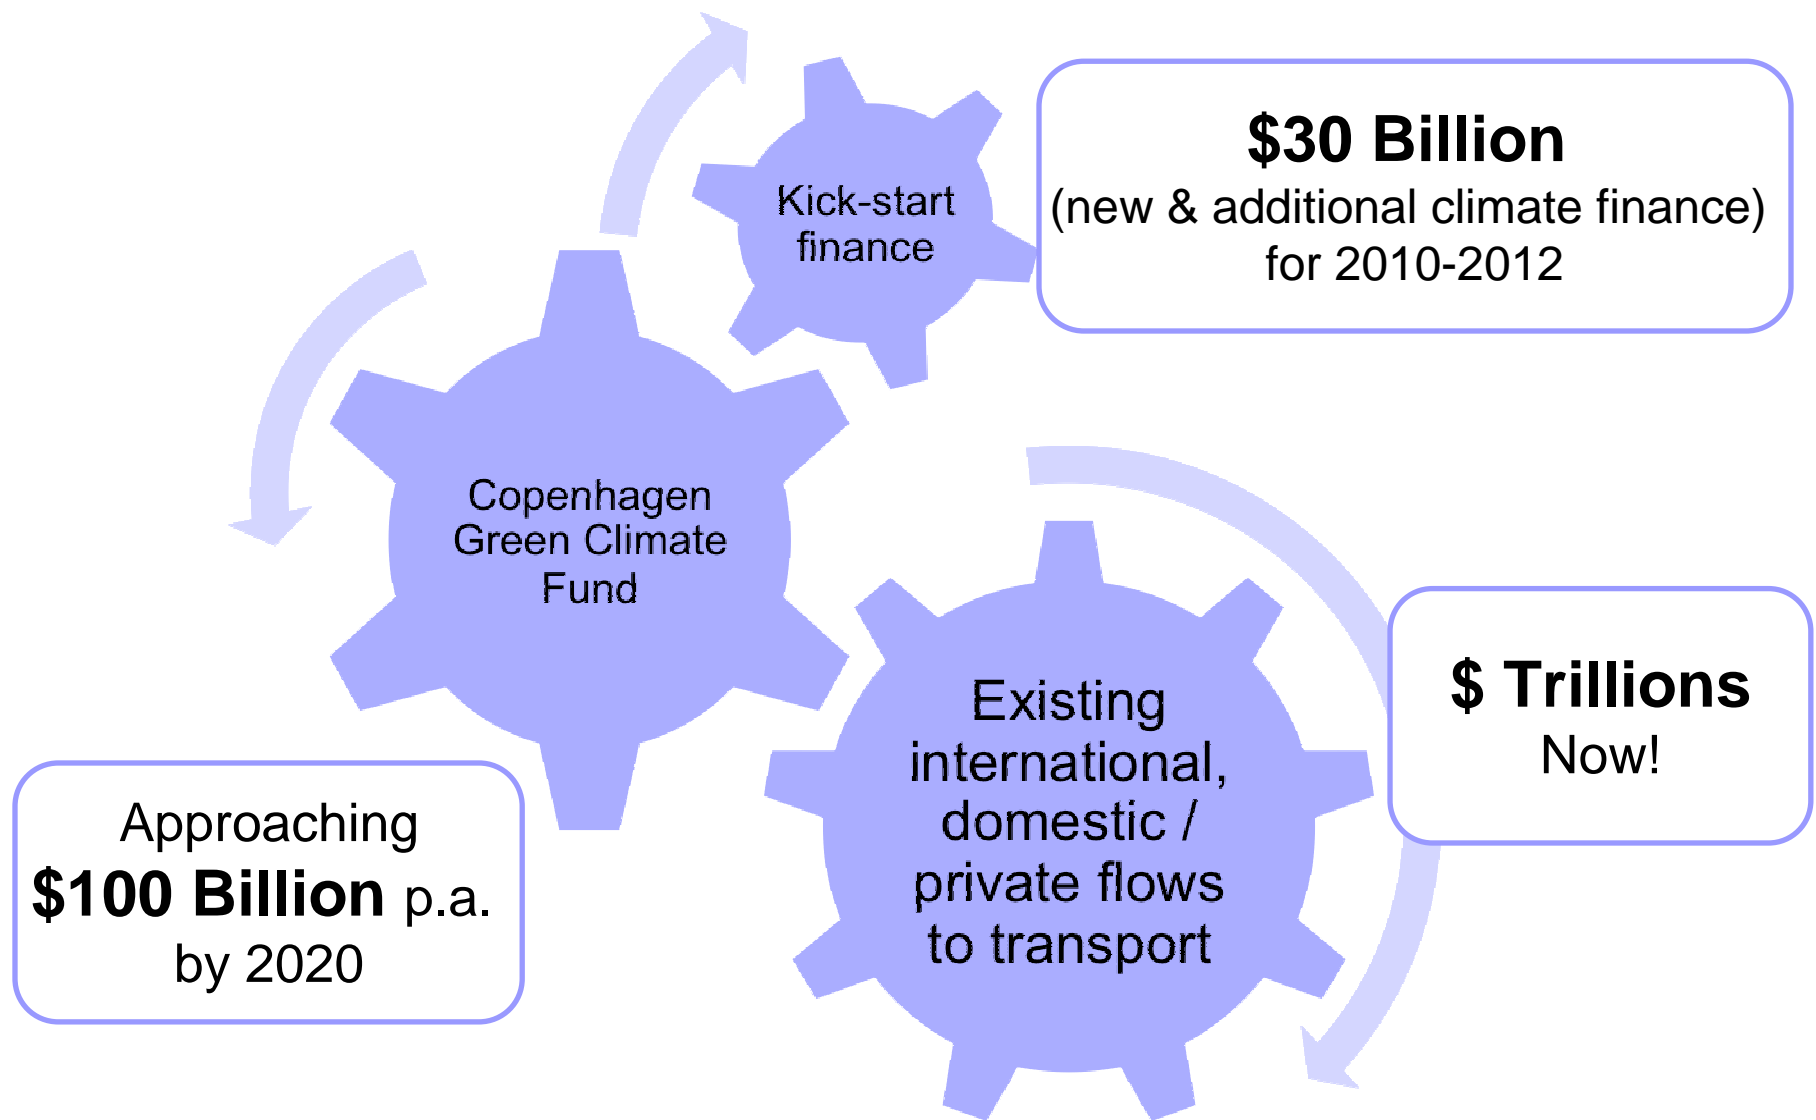 Kick-start
finance
$30 Billion
(new & additional climate finance)
for 2010-2012
Copenhagen
Green Climate
Fund
Approaching
$100 Billion p.a.
by 2020
Existing
international,
domestic /
private flows
to transport
$ Trillions
Now!